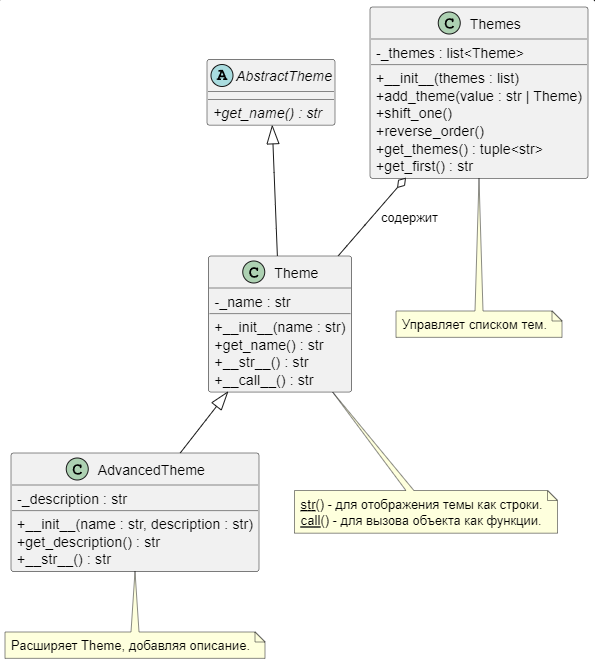 C Themes
-_themes : list<Theme>
+__init__(themes : list)
+add_theme(value : str | Theme)
+shift_one()
+reverse_order()
+get_themes() : tuple<str>
+get_first() : str
A AbstractTheme
+get_name() : str
содержит
C Theme
-_name : str
+__init__(name : str)
+get_name() : str
+__str__() : str
+__call__() : str
Управляет списком тем.
C AdvancedTheme
-_description : str
+__init__(name : str, description : str)
+get_description() : str
+__str__() : str
str() - для отображения темы как строки.
call() - для вызова объекта как функции.
Расширяет Theme, добавляя описание.